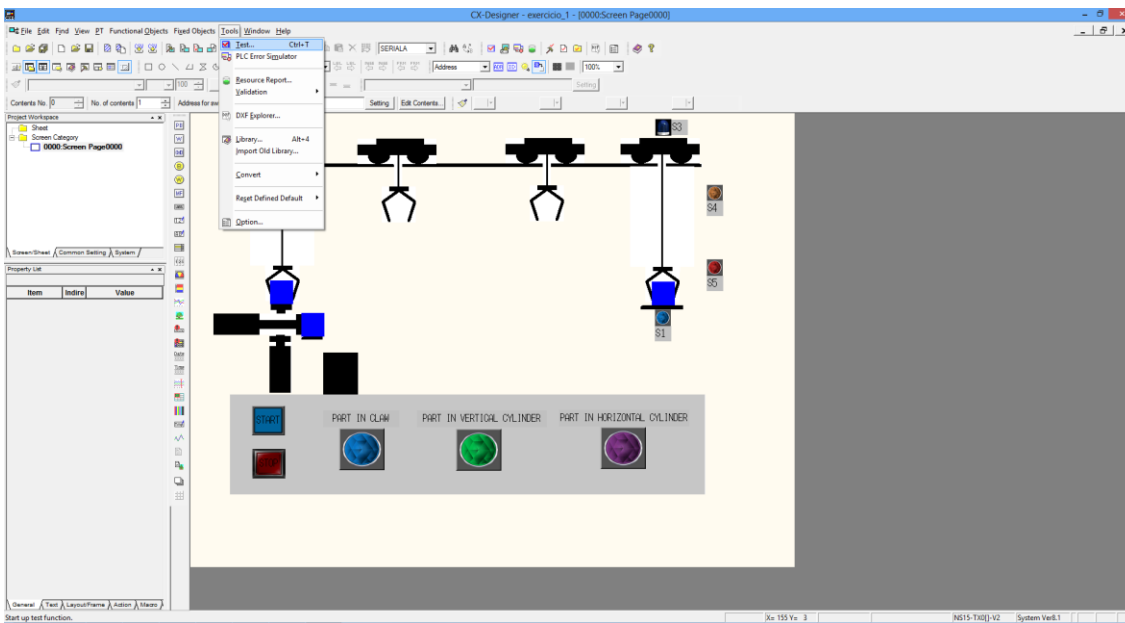 CX-Designer - exercicio_1 - [0000:Screen Page0000]
File Edit Find View PT Functional Objects Fixed Objects Tools Window Help
Test... Ctrl+T
PLC Error Simulator
Resource Report...
Validation
DXF Explorer...
Library... Alt+4
Import Old Library...
Convert
Reset Defined Default
Option...
SERIALA
Address
100%
100
Setting
Contents No. 0 No. of contents 1 Setting Edit Contents...
Project Workspace
Sheet
Screen Category
0000:Screen Page0000
Screen/Sheet Common Setting System
Property List
Item Indire Value
S3
S4
S5
S1
START
STOP
PART IN CLAW
PART IN VERTICAL CYLINDER
PART IN HORIZONTAL CYLINDER
General Text Layout/Frame Action Macro
Start up test function.
X= 155 Y= 3
NS15-TX0[]-V2
System Ver8.1